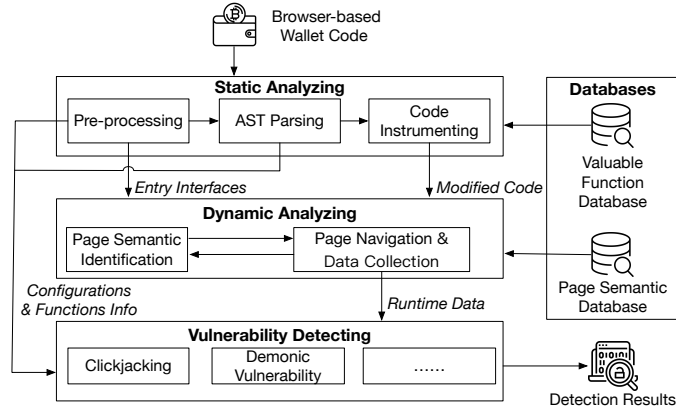 Browser-based
Wallet Code
Static Analyzing
Pre-processing
AST Parsing
Code
Instrumenting
Databases
Valuable
Function
Database
Entry Interfaces
Modified Code
Dynamic Analyzing
Page Semantic
Identification
Page Navigation &
Data Collection
Page Semantic
Database
Configurations
& Functions Info
Runtime Data
Vulnerability Detecting
Clickjacking
Demonic
Vulnerability
......
Detection Results